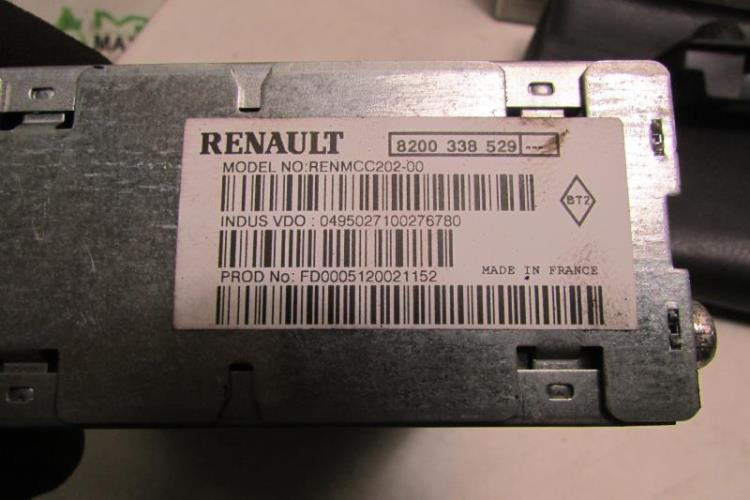 RENAULT 8200 338 529 ---
MODEL NO:RENMCC202-00
BT2
INDUS VDO : 0495027100276780
PROD No: FD0005120021152 MADE IN FRANCE